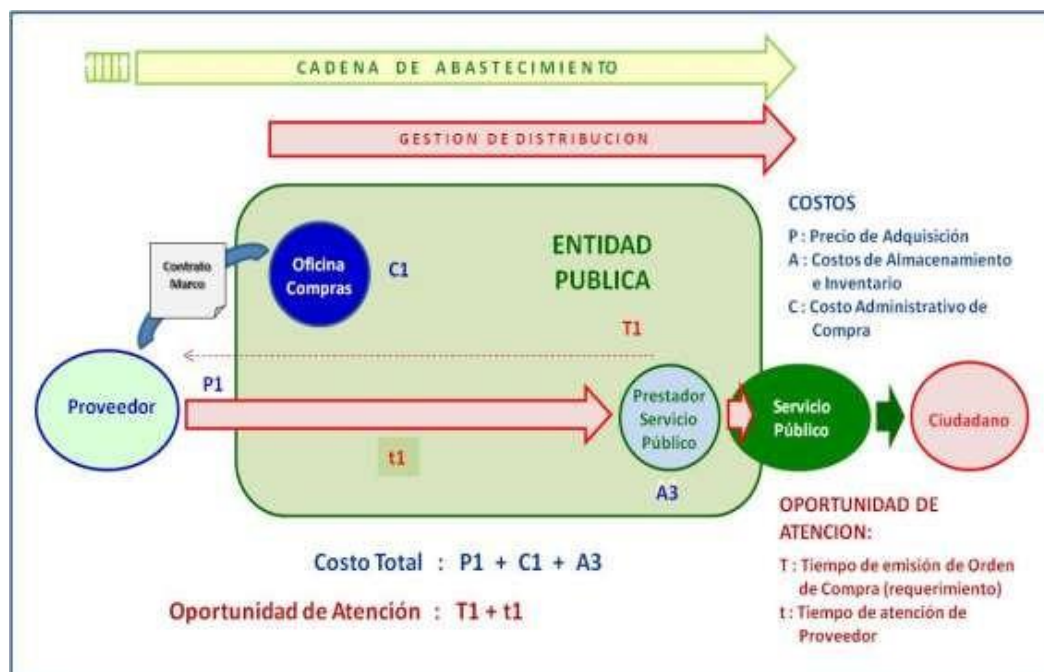 CADENA DE ABASTECIMIENTO
GESTION DE DISTRIBUCION
Contrato
Marco
Oficina
Compras
C1
ENTIDAD
PUBLICA
T1
COSTOS
P : Precio de Adquisición
A : Costos de Almacenamiento
e Inventario
C : Costo Administrativo de
Compra
Proveedor
P1
t1
Prestador
Servicio
Público
A3
Servicio
Público
Ciudadano
OPORTUNIDAD DE
ATENCION:
T : Tiempo de emisión de Orden
de Compra (requerimiento)
t : Tiempo de atención de
Proveedor
Costo Total : P1 + C1 + A3
Oportunidad de Atención : T1 + t1